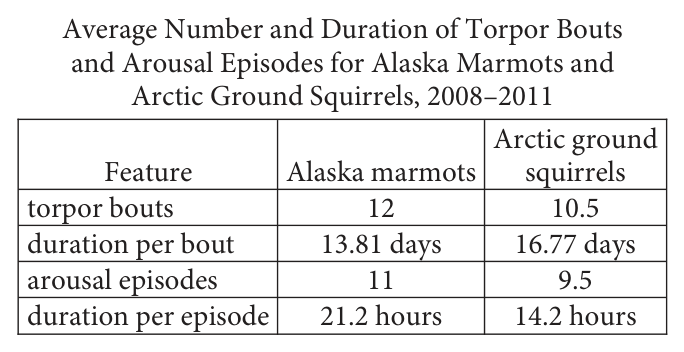 Average Number and Duration of Torpor Bouts
and Arousal Episodes for Alaska Marmots and
Arctic Ground Squirrels, 2008–2011
Feature Alaska marmots Arctic ground squirrels
torpor bouts 12 10.5
duration per bout 13.81 days 16.77 days
arousal episodes 11 9.5
duration per episode 21.2 hours 14.2 hours